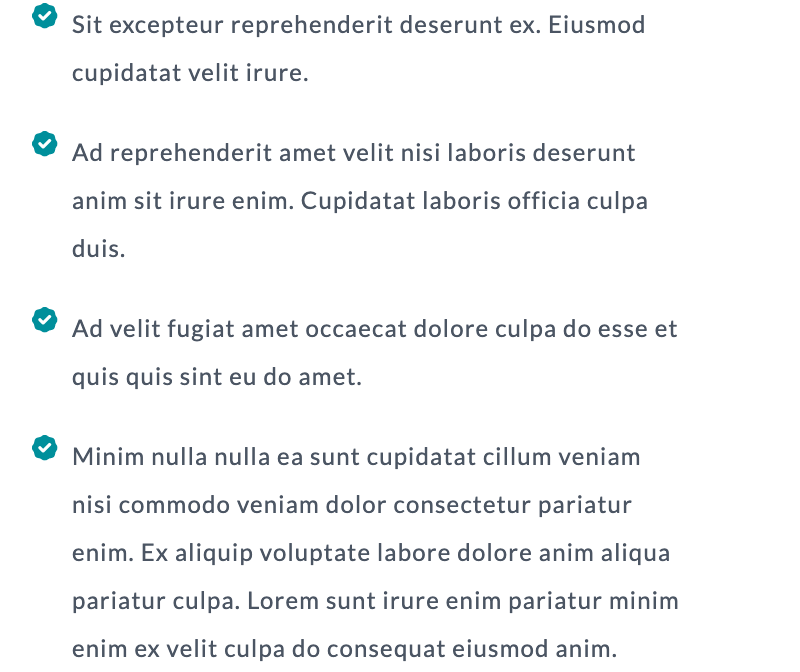 Sit excepteur reprehenderit deserunt ex. Eiusmod
cupidatat velit irure.
Ad reprehenderit amet velit nisi laboris deserunt
anim sit irure enim. Cupidatat laboris officia culpa
duis.
Ad velit fugiat amet occaecat dolore culpa do esse et
quis quis sint eu do amet.
Minim nulla nulla ea sunt cupidatat cillum veniam
nisi commodo veniam dolor consectetur pariatur
enim. Ex aliquip voluptate labore dolore anim aliqua
pariatur culpa. Lorem sunt irure enim pariatur minim
enim ex velit culpa do consequat eiusmod anim.